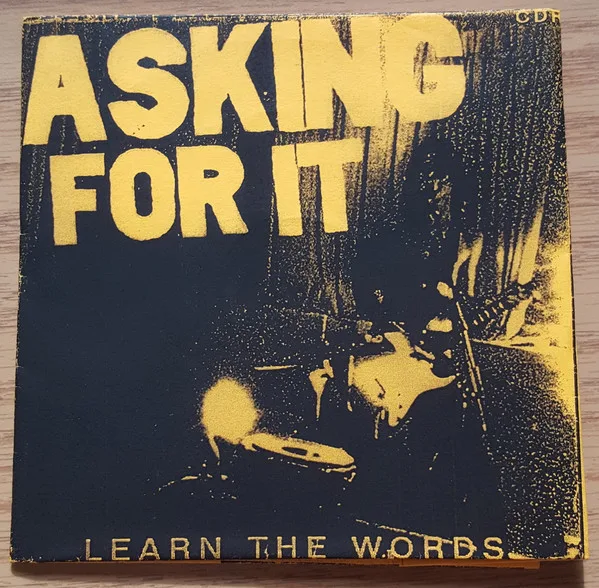 CDR
ASKING
FOR IT
LEARN THE WORDS